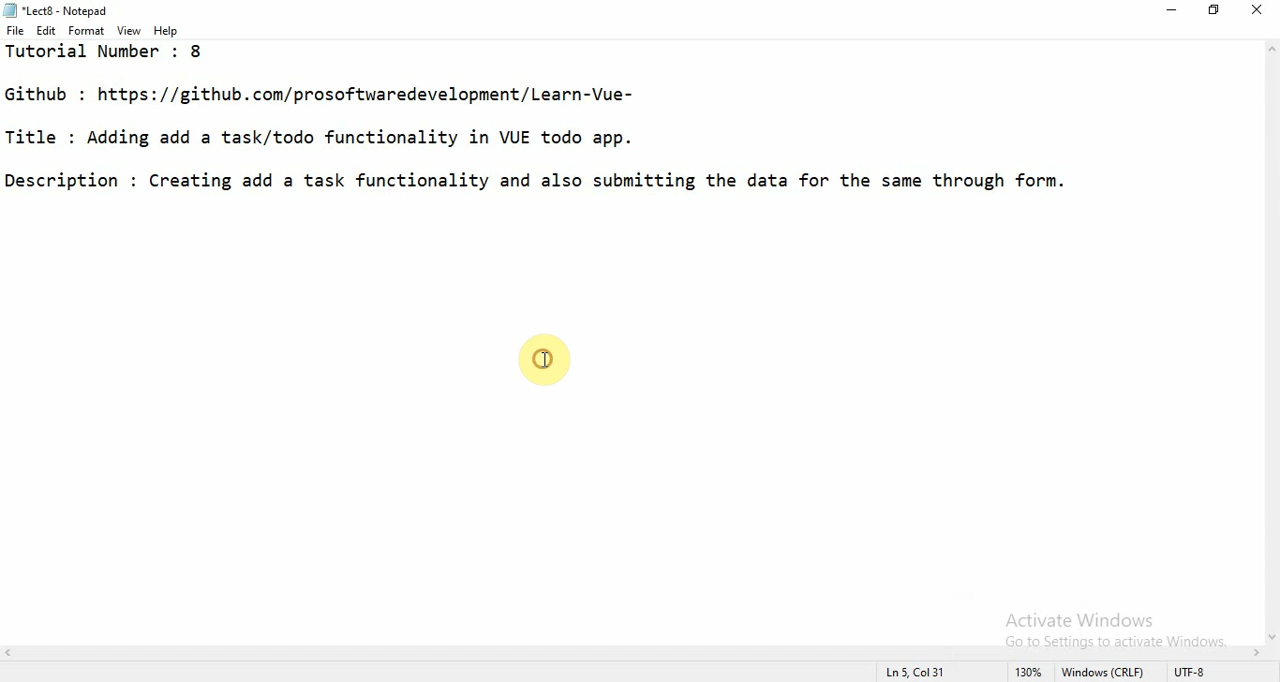 *Lect8 - Notepad
File Edit Format View Help
Tutorial Number : 8
Github : https://github.com/prosoftwaredevelopment/Learn-Vue-
Title : Adding add a task/todo functionality in VUE todo app.
Description : Creating add a task functionality and also submitting the data for the same through form.
Activate Windows
Go to Settings to activate Windows.
Ln 5, Col 31 130% Windows (CRLF) UTF-8